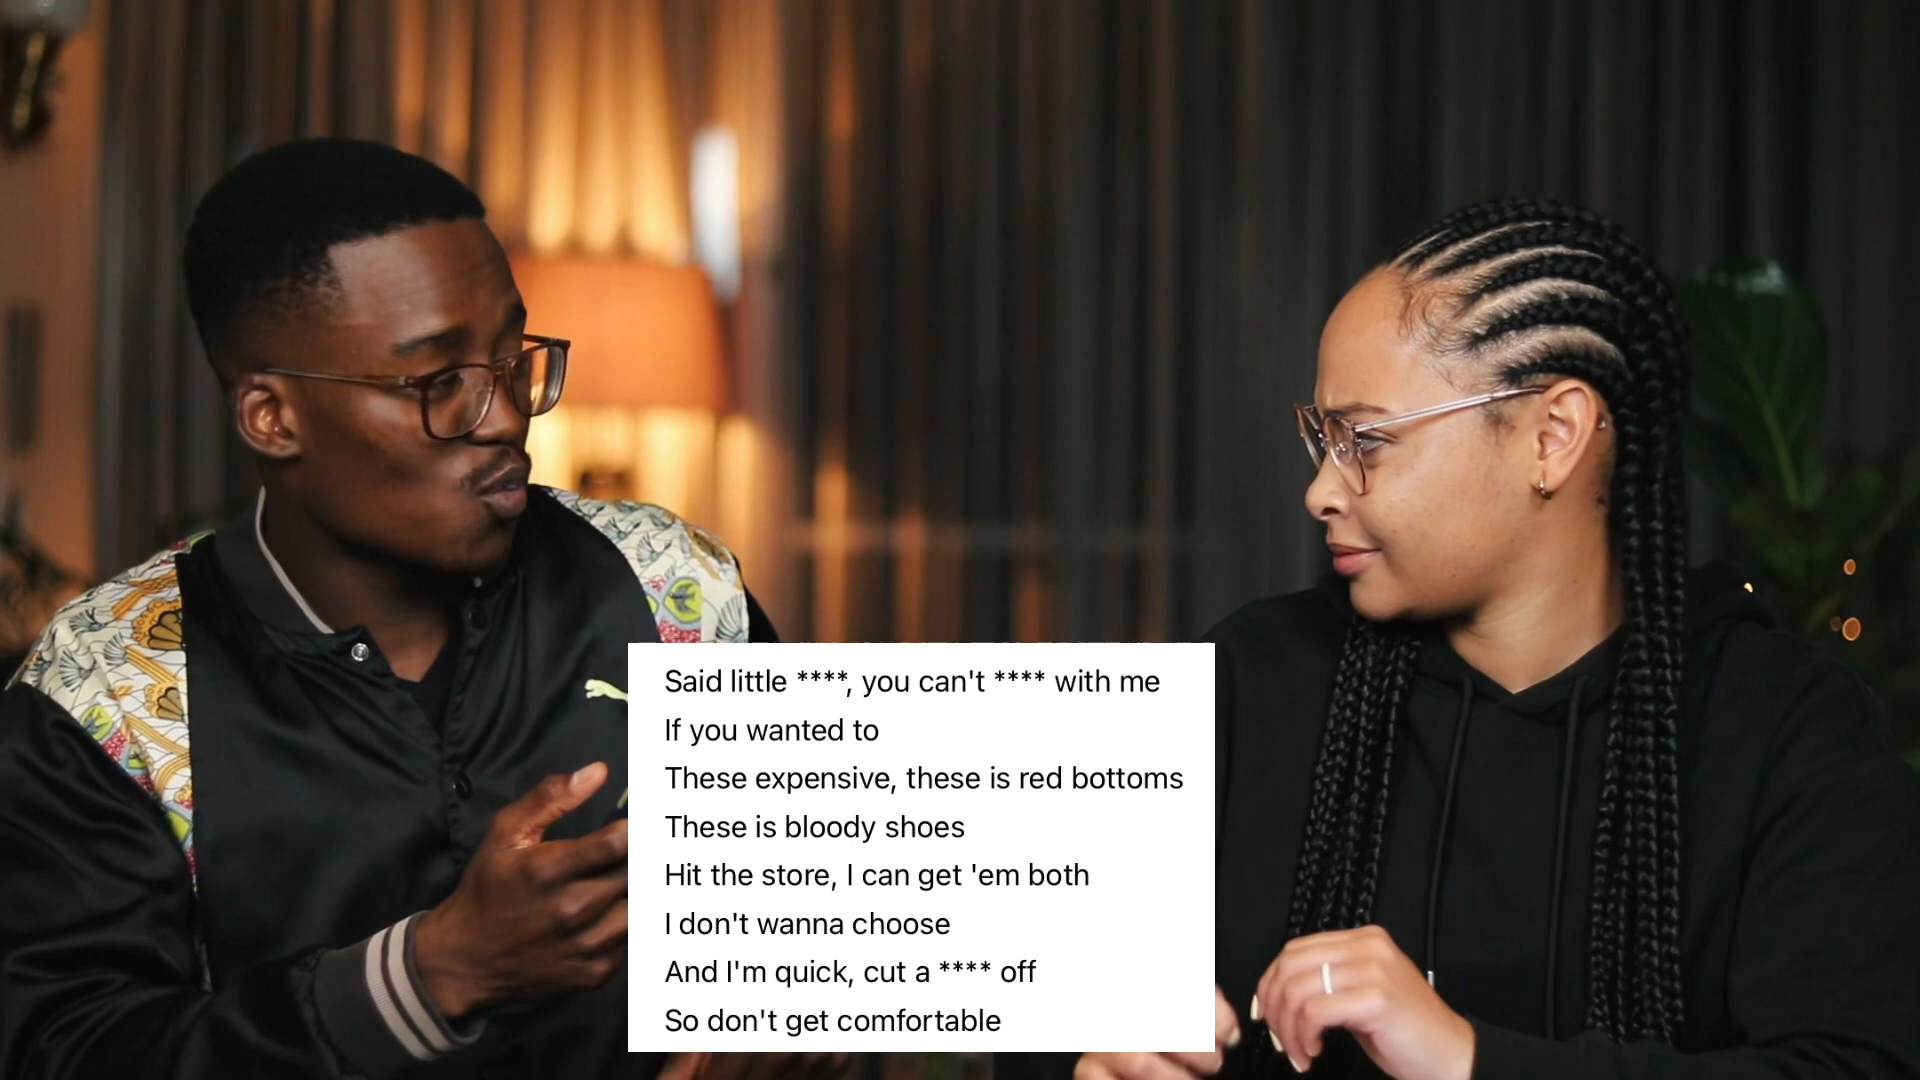 Said little ****, you can't **** with me
If you wanted to
These expensive, these is red bottoms
These is bloody shoes
Hit the store, I can get 'em both
I don't wanna choose
And I'm quick, cut a **** off
So don't get comfortable